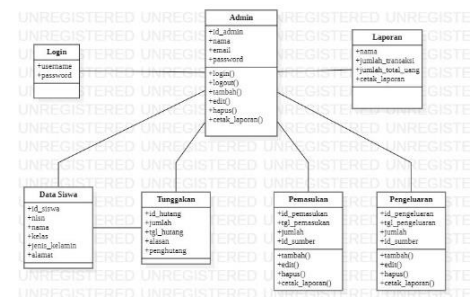 Admin
+id_admin
+nama
+email
+password
+login()
+logout()
+tambah()
+edit()
+hapus()
+cetak_laporan()
Login
+username
+password
Laporan
+nama
+jumlah_transaksi
+jumlah_total_uang
+cetak_laporan
Data Siswa
+id_siswa
+nisn
+nama
+kelas
+jenis_kelamin
+alamat
Tunggakan
+id_hutang
+jumlah
+tgl_hutang
+alasan
+penghutang
Pemasukan
+id_pemasukan
+tgl_pemasukan
+jumlah
+id_sumber
+tambah()
+edit()
+hapus()
+cetak_laporan()
Pengeluaran
+id_pengeluaran
+tgl_pengeluaran
+jumlah
+id_sumber
+tambah()
+edit()
+hapus()
+cetak_laporan()
UNREGISTERED